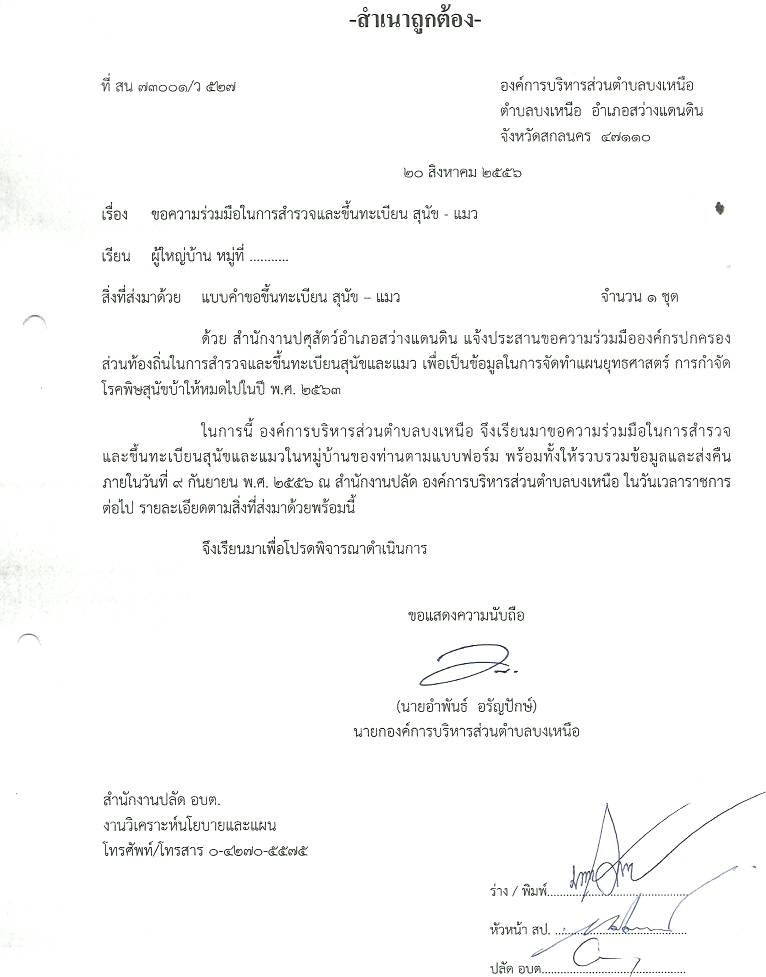 -สำเนาถูกต้อง-
ที่ สน ๗๓๐๐๑/ว ๕๒๗
องค์การบริหารส่วนตำบลบงเหนือ
ตำบลบงเหนือ อำเภอสว่างแดนดิน
จังหวัดสกลนคร ๔๗๑๑๐
๒๐ สิงหาคม ๒๕๕๖
เรื่อง ขอความร่วมมือในการสำรวจและขึ้นทะเบียน สุนัข - แมว
เรียน ผู้ใหญ่บ้าน หมู่ที่ ...........
สิ่งที่ส่งมาด้วย แบบคำขอขึ้นทะเบียน สุนัข – แมว จำนวน ๑ ชุด
ด้วย สำนักงานปศุสัตว์อำเภอสว่างแดนดิน แจ้งประสานขอความร่วมมือองค์กรปกครอง
ส่วนท้องถิ่นในการสำรวจและขึ้นทะเบียนสุนัขและแมว เพื่อเป็นข้อมูลในการจัดทำแผนยุทธศาสตร์ การกำจัด
โรคพิษสุนัขบ้าให้หมดไปในปี พ.ศ. ๒๕๖๓
ในการนี้ องค์การบริหารส่วนตำบลบงเหนือ จึงเรียนมาขอความร่วมมือในการสำรวจ
และขึ้นทะเบียนสุนัขและแมวในหมู่บ้านของท่านตามแบบฟอร์ม พร้อมทั้งให้รวบรวมข้อมูลและส่งคืน
ภายในวันที่ ๙ กันยายน พ.ศ. ๒๕๕๖ ณ สำนักงานปลัด องค์การบริหารส่วนตำบลบงเหนือ ในวันเวลาราชการ
ต่อไป รายละเอียดตามสิ่งที่ส่งมาด้วยพร้อมนี้
จึงเรียนมาเพื่อโปรดพิจารณาดำเนินการ
ขอแสดงความนับถือ
(นายอำพันธ์ อรัญปักษ์)
นายกองค์การบริหารส่วนตำบลบงเหนือ
สำนักงานปลัด อบต.
งานวิเคราะห์นโยบายและแผน
โทรศัพท์/โทรสาร ๐-๔๒๗๐-๕๕๗๕
ร่าง / พิมพ์
หัวหน้า สป.
ปลัด อบต.